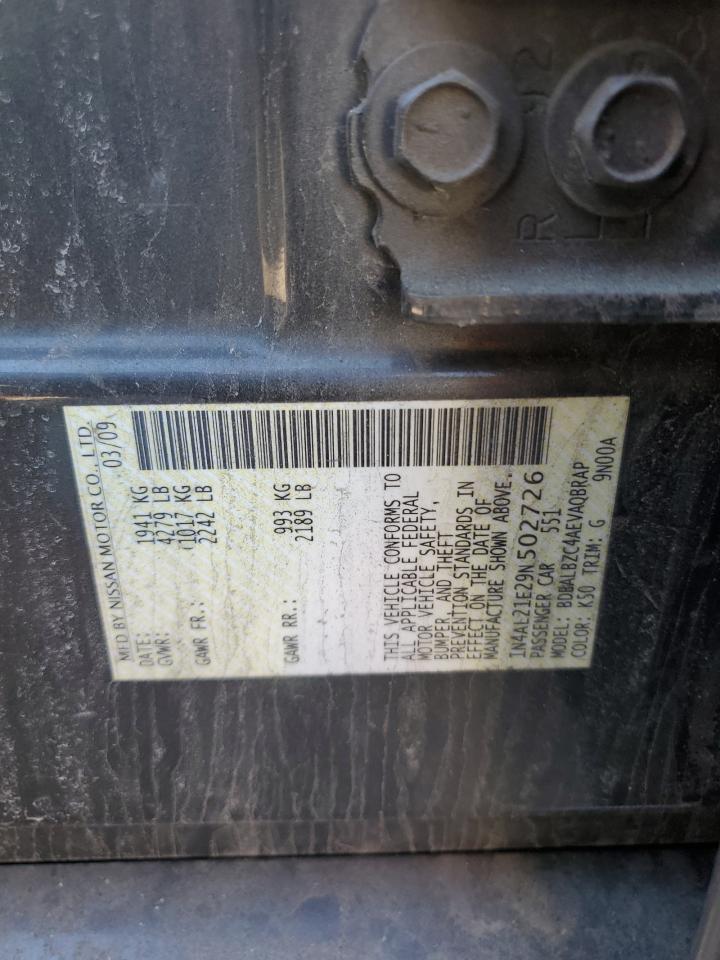 MFD BY NISSAN MOTOR CO., LTD.
DATE: 03/09
GVWR: 1941 KG
4279 LB
GAWR FR.: 1017 KG
2242 LB
GAWR RR.: 993 KG
2189 LB
THIS VEHICLE CONFORMS TO
ALL APPLICABLE FEDERAL
MOTOR VEHICLE SAFETY,
BUMPER, AND THEFT
PREVENTION STANDARDS IN
EFFECT ON THE DATE OF
MANUFACTURE SHOWN ABOVE.
1N4AL21E29N502726
PASSENGER CAR 551
MODEL: BDBALBZC4AEVAQBRAP
COLOR: K50 TRIM: G 9N00A